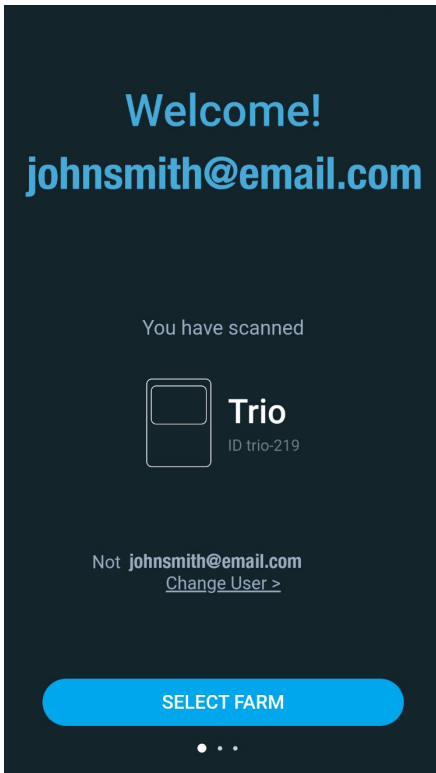 Welcome!
johnsmith@email.com
You have scanned
Trio
ID trio-219
Not johnsmith@email.com
Change User >
SELECT FARM